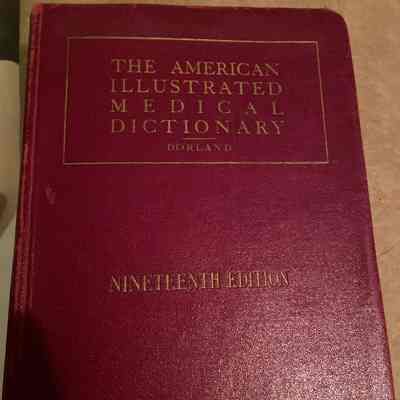 THE AMERICAN
ILLUSTRATED
MEDICAL
DICTIONARY
DORLAND
NINETEENTH EDITION